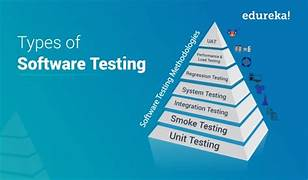 edureka!
Types of
Software Testing
Software Testing Methodologies
UAT
Performance &
Load Testing
Regression Testing
System Testing
Integration Testing
Smoke Testing
Unit Testing